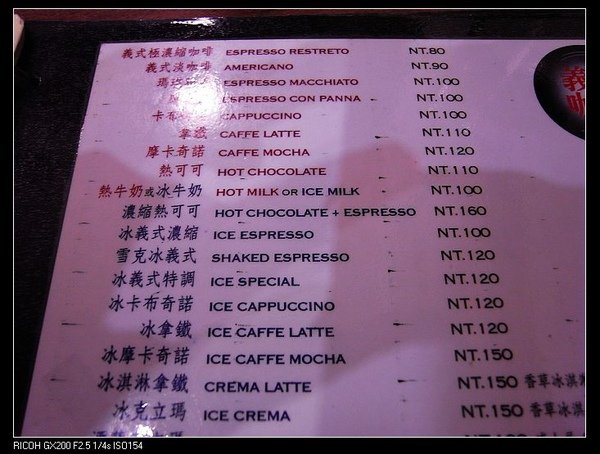 義式極濃縮咖啡 ESPRESSO RESTRETO NT.80
義式淡咖啡 AMERICANO NT.90
ESPRESSO MACCHIATO NT.100
ESPRESSO CON PANNA NT.100
卡布 CAPPUCCINO NT.100
拿鐵 CAFFE LATTE NT.110
摩卡奇諾 CAFFE MOCHA NT.120
熱可可 HOT CHOCOLATE NT.110
熱牛奶或冰牛奶 HOT MILK OR ICE MILK NT.100
濃縮熱可可 HOT CHOCOLATE + ESPRESSO NT.160
冰義式濃縮 ICE ESPRESSO NT.100
雪克冰義式 SHAKED ESPRESSO NT.120
冰義式特調 ICE SPECIAL NT.120
冰卡布奇諾 ICE CAPPUCCINO NT.120
冰拿鐵 ICE CAFFE LATTE NT.120
冰摩卡奇諾 ICE CAFFE MOCHA NT.150
冰淇淋拿鐵 CREMA LATTE NT.150 香草冰淇淋
冰克立瑪 ICE CREMA NT.150 香草冰淇
義
咖
RICOH GX200 F2.5 1/4s ISO154